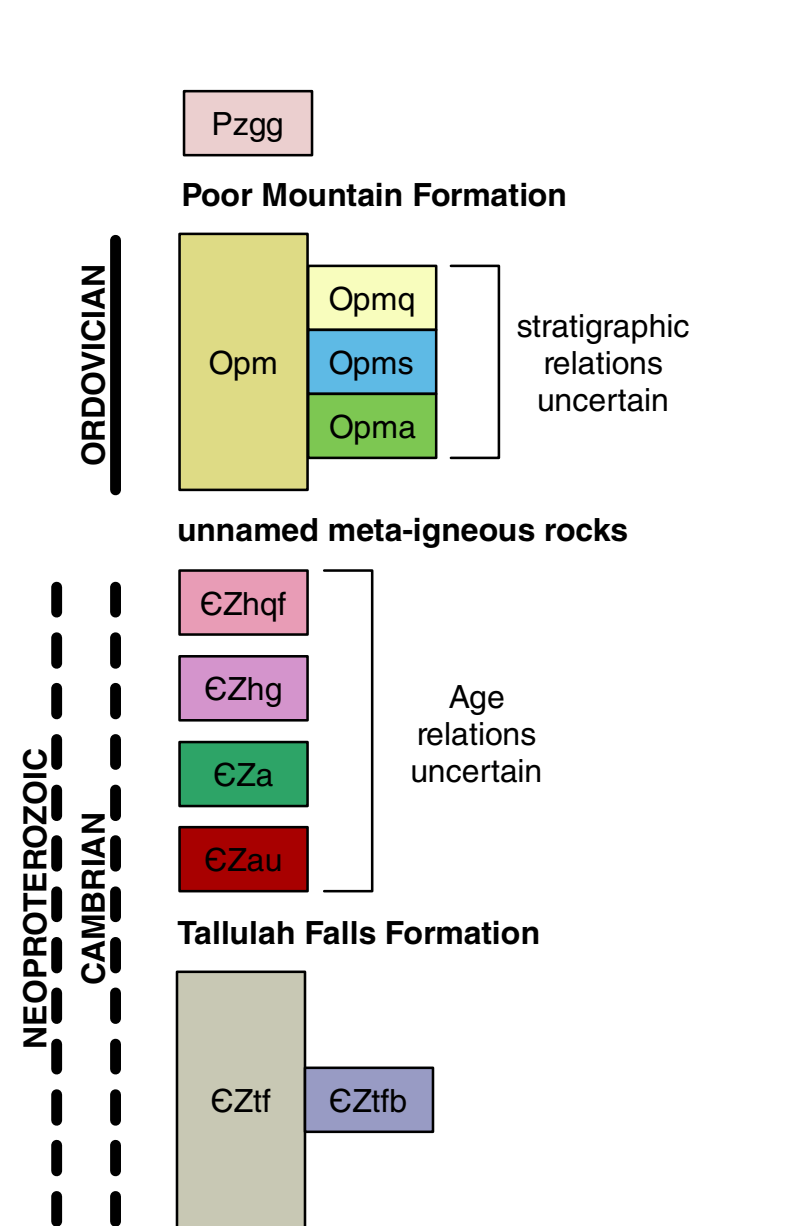 Pzgg
Poor Mountain Formation
ORDOVICIAN
Opm
Opmq
Opms
Opma
stratigraphic
relations
uncertain
unnamed meta-igneous rocks
NEOPROTEROZOIC
CAMBRIAN
ЄZhqf
ЄZhg
ЄZa
ЄZau
Age
relations
uncertain
Tallulah Falls Formation
ЄZtf
ЄZtfb